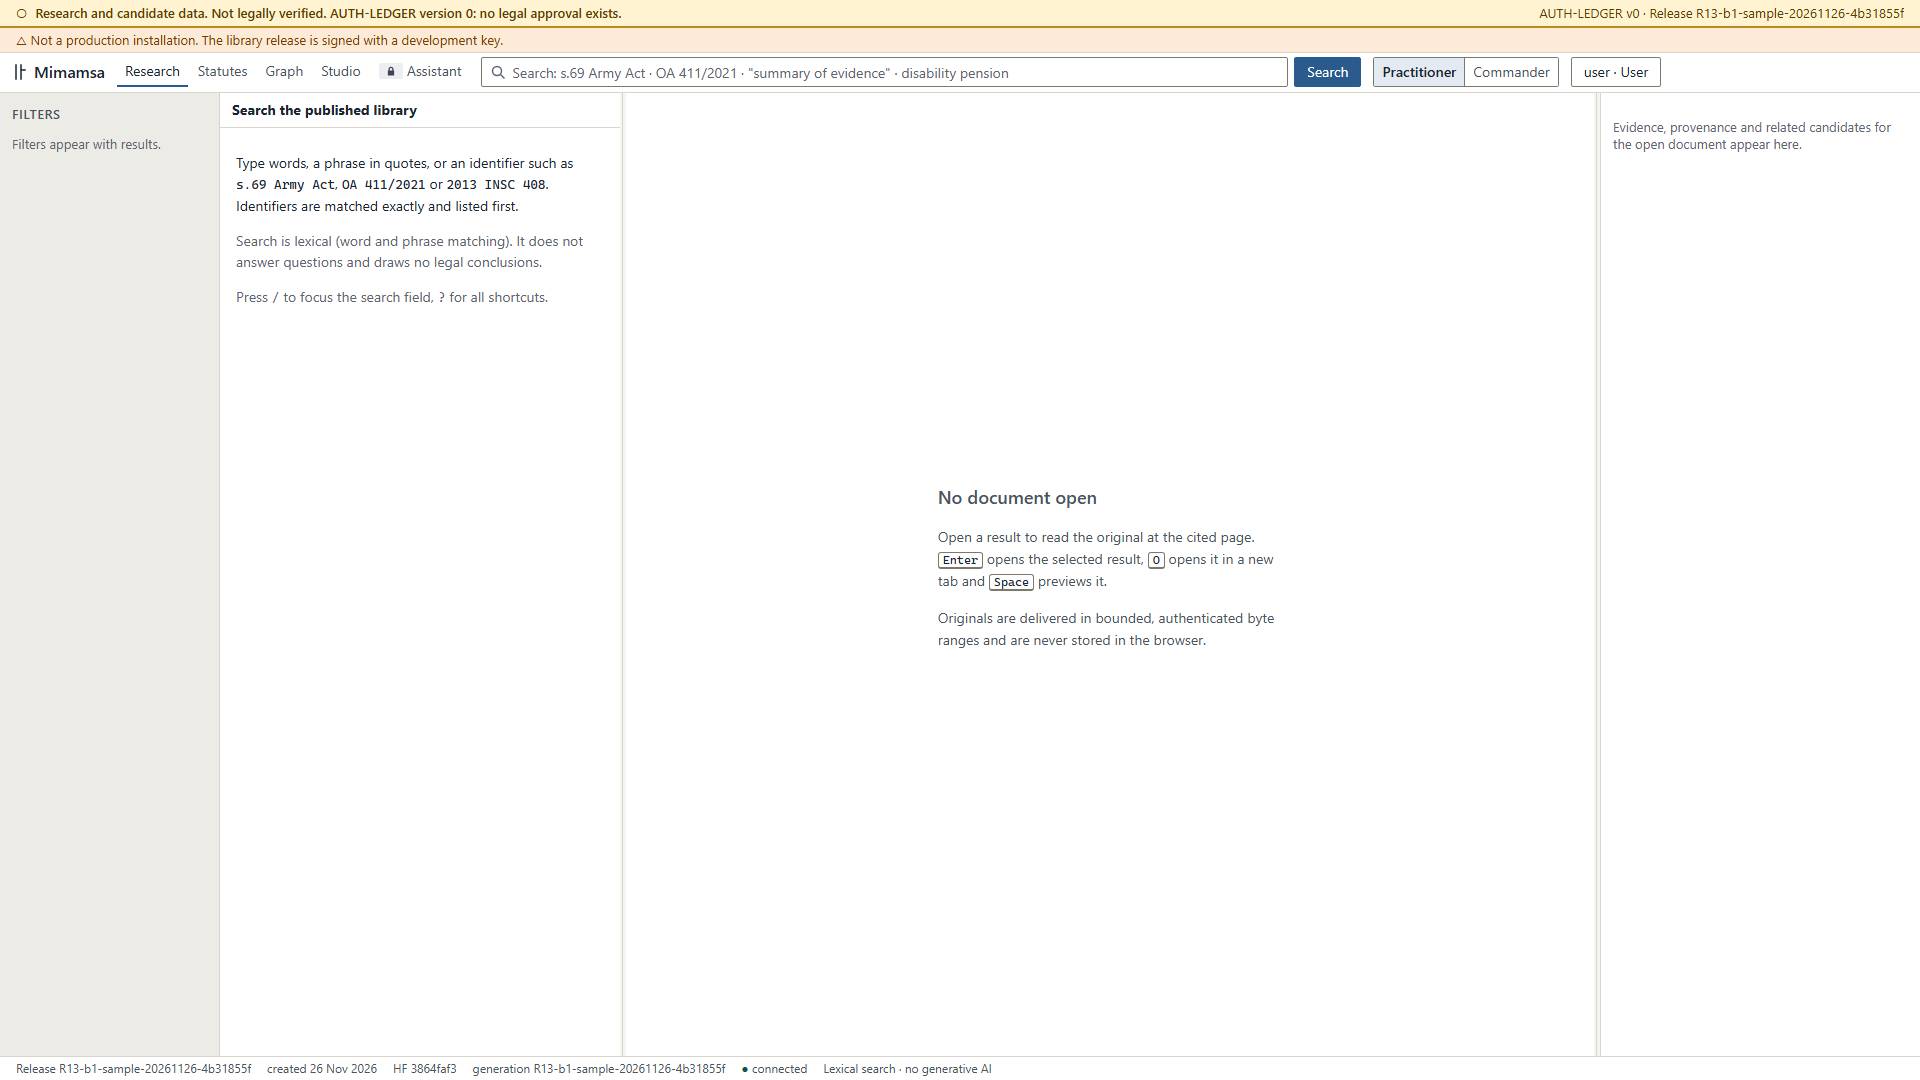 Research and candidate data. Not legally verified. AUTH-LEDGER version 0: no legal approval exists.
AUTH-LEDGER v0 · Release R13-b1-sample-20261126-4b31855f
⚠ Not a production installation. The library release is signed with a development key.
Mimamsa
Research
Statutes
Graph
Studio
Assistant
Search: s.69 Army Act · OA 411/2021 · "summary of evidence" · disability pension
Search
Practitioner
Commander
user · User
FILTERS
Filters appear with results.
Search the published library
Type words, a phrase in quotes, or an identifier such as
s.69 Army Act, OA 411/2021 or 2013 INSC 408.
Identifiers are matched exactly and listed first.
Search is lexical (word and phrase matching). It does not
answer questions and draws no legal conclusions.
Press / to focus the search field, ? for all shortcuts.
No document open
Open a result to read the original at the cited page.
Enter opens the selected result, O opens it in a new
tab and Space previews it.
Originals are delivered in bounded, authenticated byte
ranges and are never stored in the browser.
Evidence, provenance and related candidates for
the open document appear here.
Release R13-b1-sample-20261126-4b31855f
created 26 Nov 2026
HF 3864faf3
generation R13-b1-sample-20261126-4b31855f
● connected
Lexical search · no generative AI